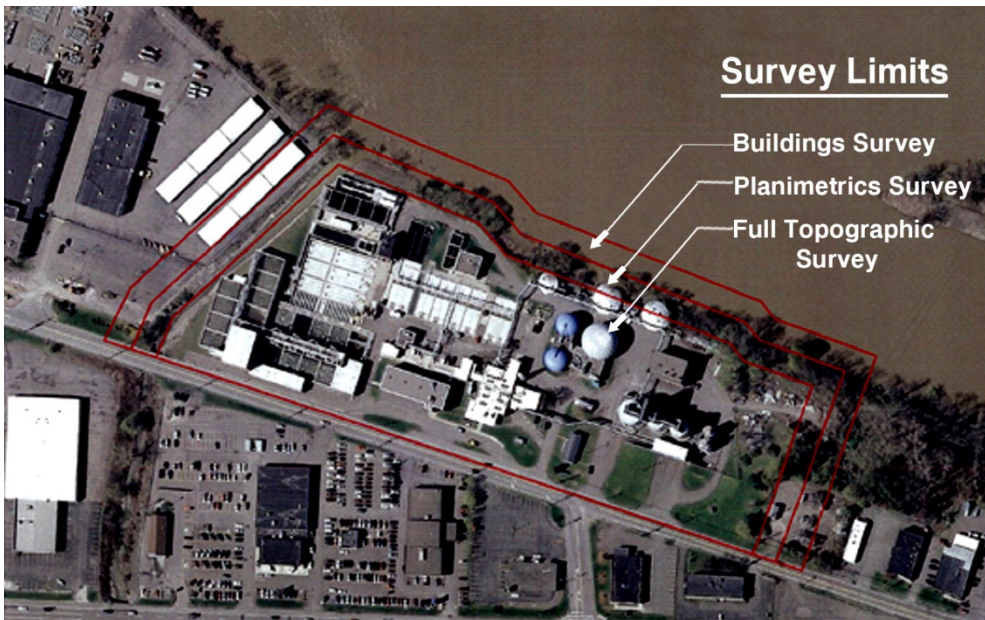 Survey Limits
Buildings Survey
Planimetrics Survey
Full Topographic
Survey